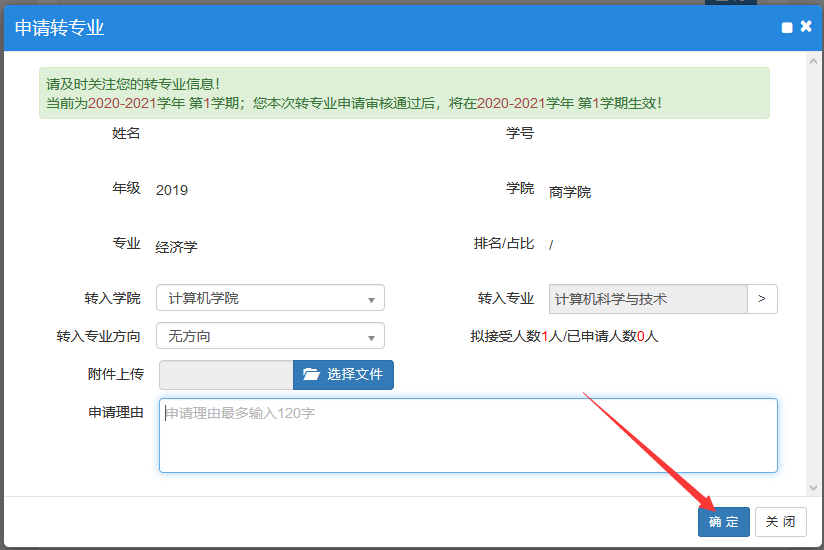 申请转专业
请及时关注您的转专业信息!
当前为2020-2021学年 第1学期；您本次转专业申请审核通过后，将在2020-2021学年 第1学期生效!
姓名 学号
年级 2019 学院 商学院
专业 经济学 排名/占比 /
转入学院 计算机学院 转入专业 计算机科学与技术 >
转入专业方向 无方向 拟接受人数1人/已申请人数0人
附件上传 选择文件
申请理由 申请理由最多输入120字
确 定 关 闭